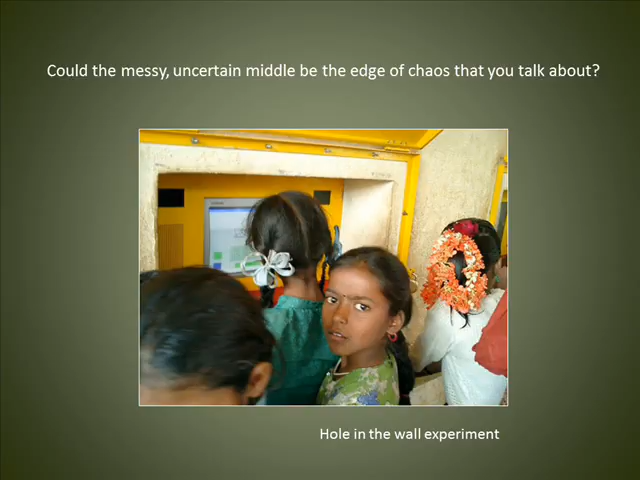 Could the messy, uncertain middle be the edge of chaos that you talk about?
Hole in the wall experiment